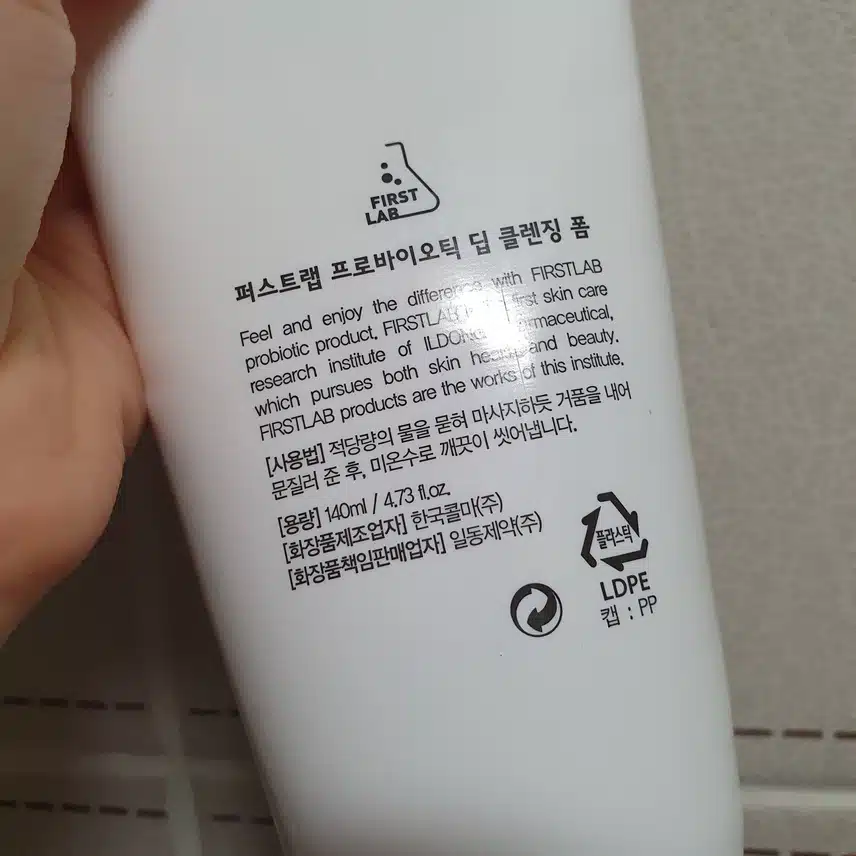 FIRST
LAB
퍼스트랩 프로바이오틱 딥 클렌징 폼
Feel and enjoy the difference with FIRSTLAB
probiotic product. FIRSTLAB first skin care
research institute of ILDONG
which pursues both skin health and beauty.
FIRSTLAB products are the works of this institute.
[사용법] 적당량의 물을 묻혀 마사지하듯 거품을 내어
문질러 준 후, 미온수로 깨끗이 씻어냅니다.
[용량] 140ml / 4.73 fl.oz.
[화장품제조업자] 한국콜마(주)
[화장품책임판매업자] 일동제약(주)
플라스틱
LDPE
캡 : PP